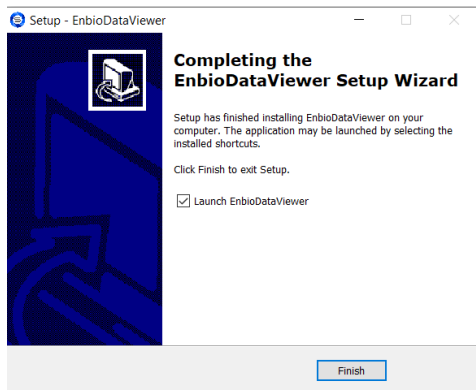 Setup - EnbioDataViewer
Completing the
EnbioDataViewer Setup Wizard
Setup has finished installing EnbioDataViewer on your
computer. The application may be launched by selecting the
installed shortcuts.
Click Finish to exit Setup.
Launch EnbioDataViewer
Finish